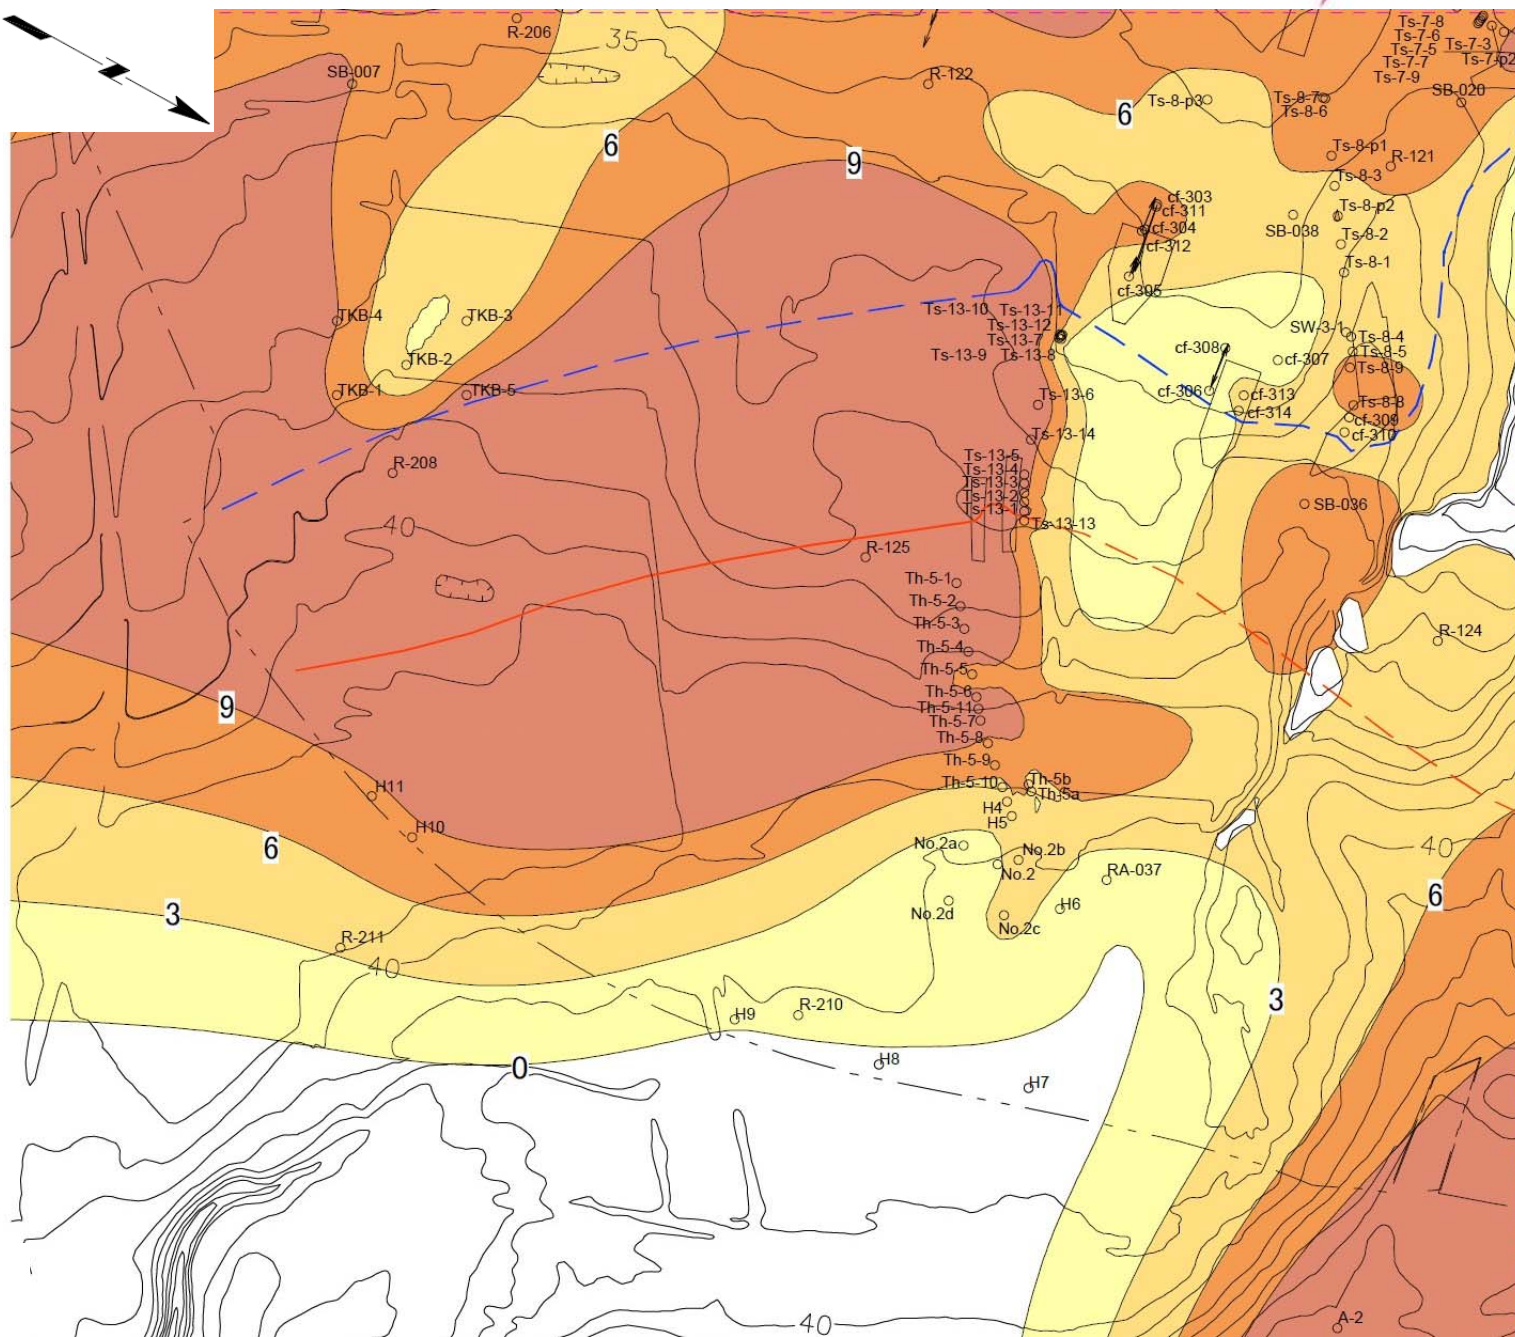 R-206
35
SB-007
R-122
Ts-7-8
Ts-7-6
Ts-7-5
Ts-7-3
Ts-7-7
Ts-7-p2
Ts-7-9
SB-020
6
Ts-8-p3
Ts-8-7
Ts-8-6
6
9
Ts-8-p1
R-121
Ts-8-3
cf-303
cf-311
Ts-8-p2
cf-304
SB-038
Ts-8-2
cf-312
Ts-8-1
cf-305
TKB-4
TKB-3
Ts-13-10
Ts-13-11
Ts-13-12
Ts-13-7
Ts-13-9
Ts-13-8
SW-3-1
Ts-8-4
cf-308
Ts-8-5
cf-307
Ts-8-9
TKB-2
TKB-1
TKB-5
Ts-13-6
cf-306
cf-313
Ts-8-8
cf-314
cf-309
cf-310
Ts-13-14
R-208
Ts-13-5
Ts-13-4
Ts-13-3
Ts-13-2
Ts-13-1
Ts-13-13
SB-036
40
R-125
Th-5-1
Th-5-2
Th-5-3
Th-5-4
Th-5-5
R-124
Th-5-6
Th-5-11
Th-5-7
9
Th-5-8
Th-5-9
Th-5-10
Th-5b
Th-5a
H11
H4
H5
H10
6
No.2a
No.2b
No.2
40
RA-037
6
3
No.2d
H6
No.2c
R-211
40
3
H9
R-210
0
H8
H7
40
A-2